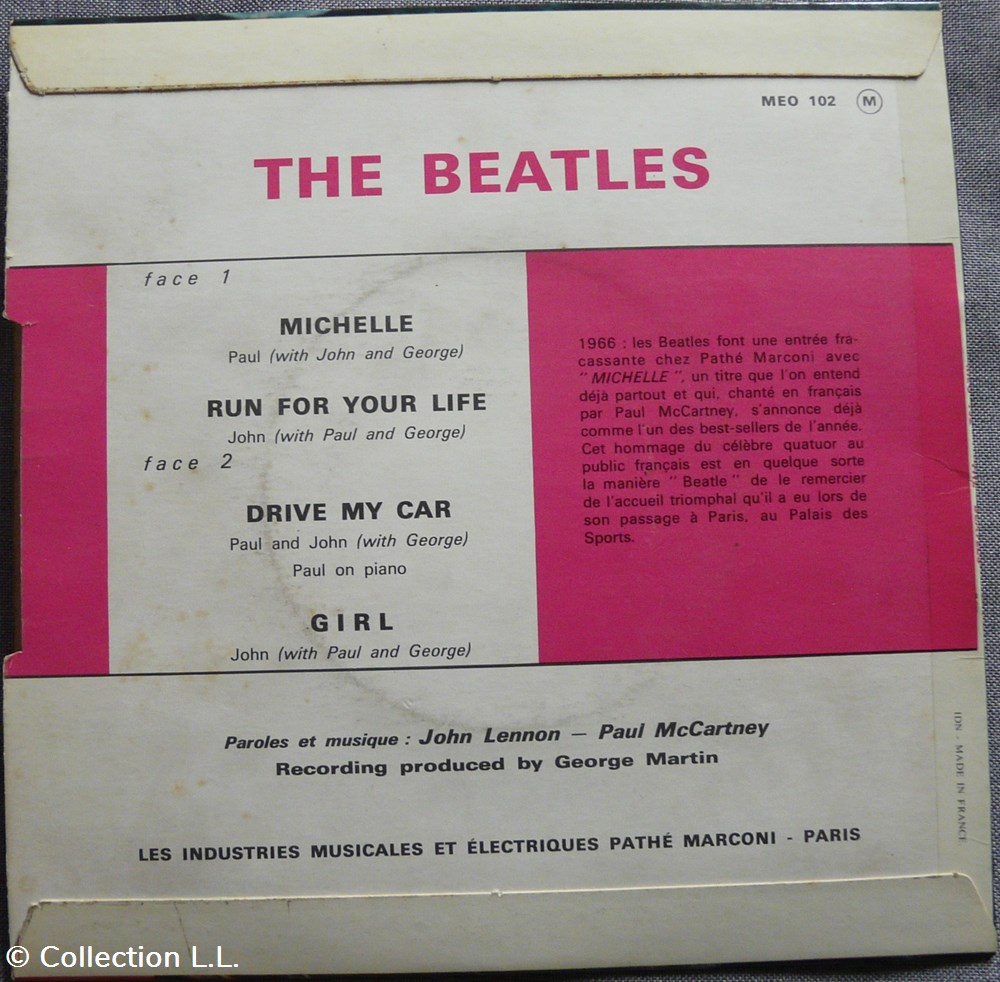 MEO 102 M
THE BEATLES
face 1
MICHELLE
Paul (with John and George)
RUN FOR YOUR LIFE
John (with Paul and George)
face 2
DRIVE MY CAR
Paul and John (with George)
Paul on piano
GIRL
John (with Paul and George)
1966 : les Beatles font une entrée fra-
cassante chez Pathé Marconi avec
"MICHELLE", un titre que l'on entend
déjà partout et qui, chanté en français
par Paul McCartney, s'annonce déjà
comme l'un des best-sellers de l'année.
Cet hommage du célèbre quatuor au
public français est en quelque sorte
la manière "Beatle" de le remercier
de l'accueil triomphal qu'il a eu lors de
son passage à Paris, au Palais des
Sports.
Paroles et musique : John Lennon — Paul McCartney
Recording produced by George Martin
LES INDUSTRIES MUSICALES ET ÉLECTRIQUES PATHÉ MARCONI - PARIS
IDN - MADE IN FRANCE
© Collection L.L.